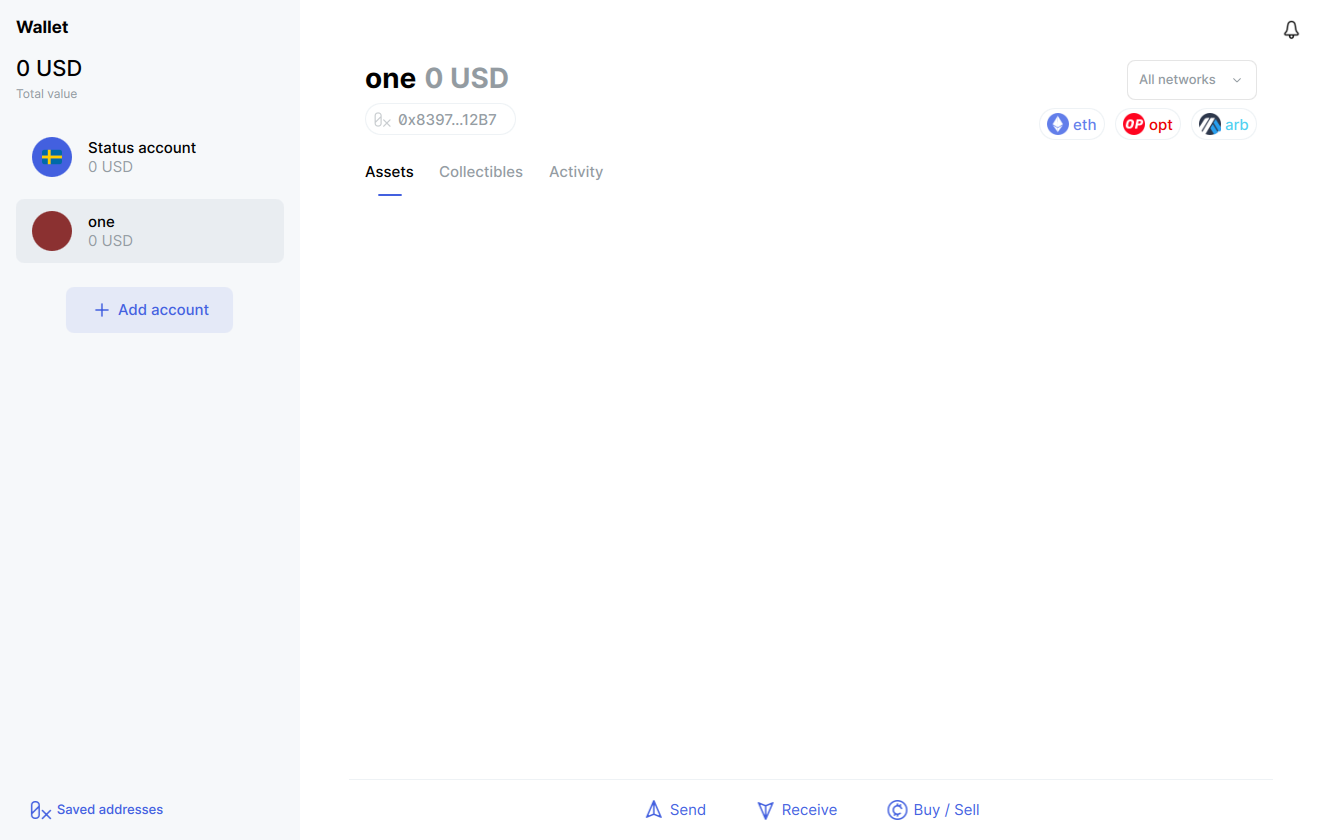 Wallet
0 USD
Total value
Status account
0 USD
one
0 USD
Add account
Saved addresses
one 0 USD
All networks
0x8397...12B7
eth
OP opt
arb
Assets Collectibles Activity
Send Receive Buy / Sell